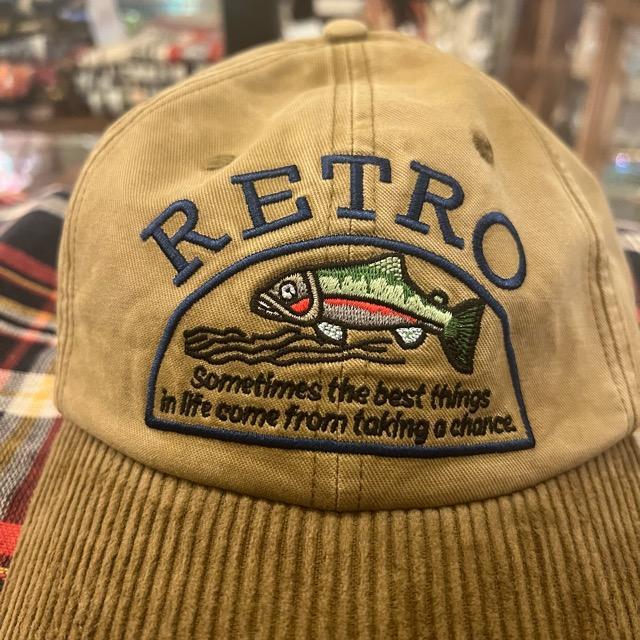 RETRO
Sometimes the best things
in life come from taking a chance.